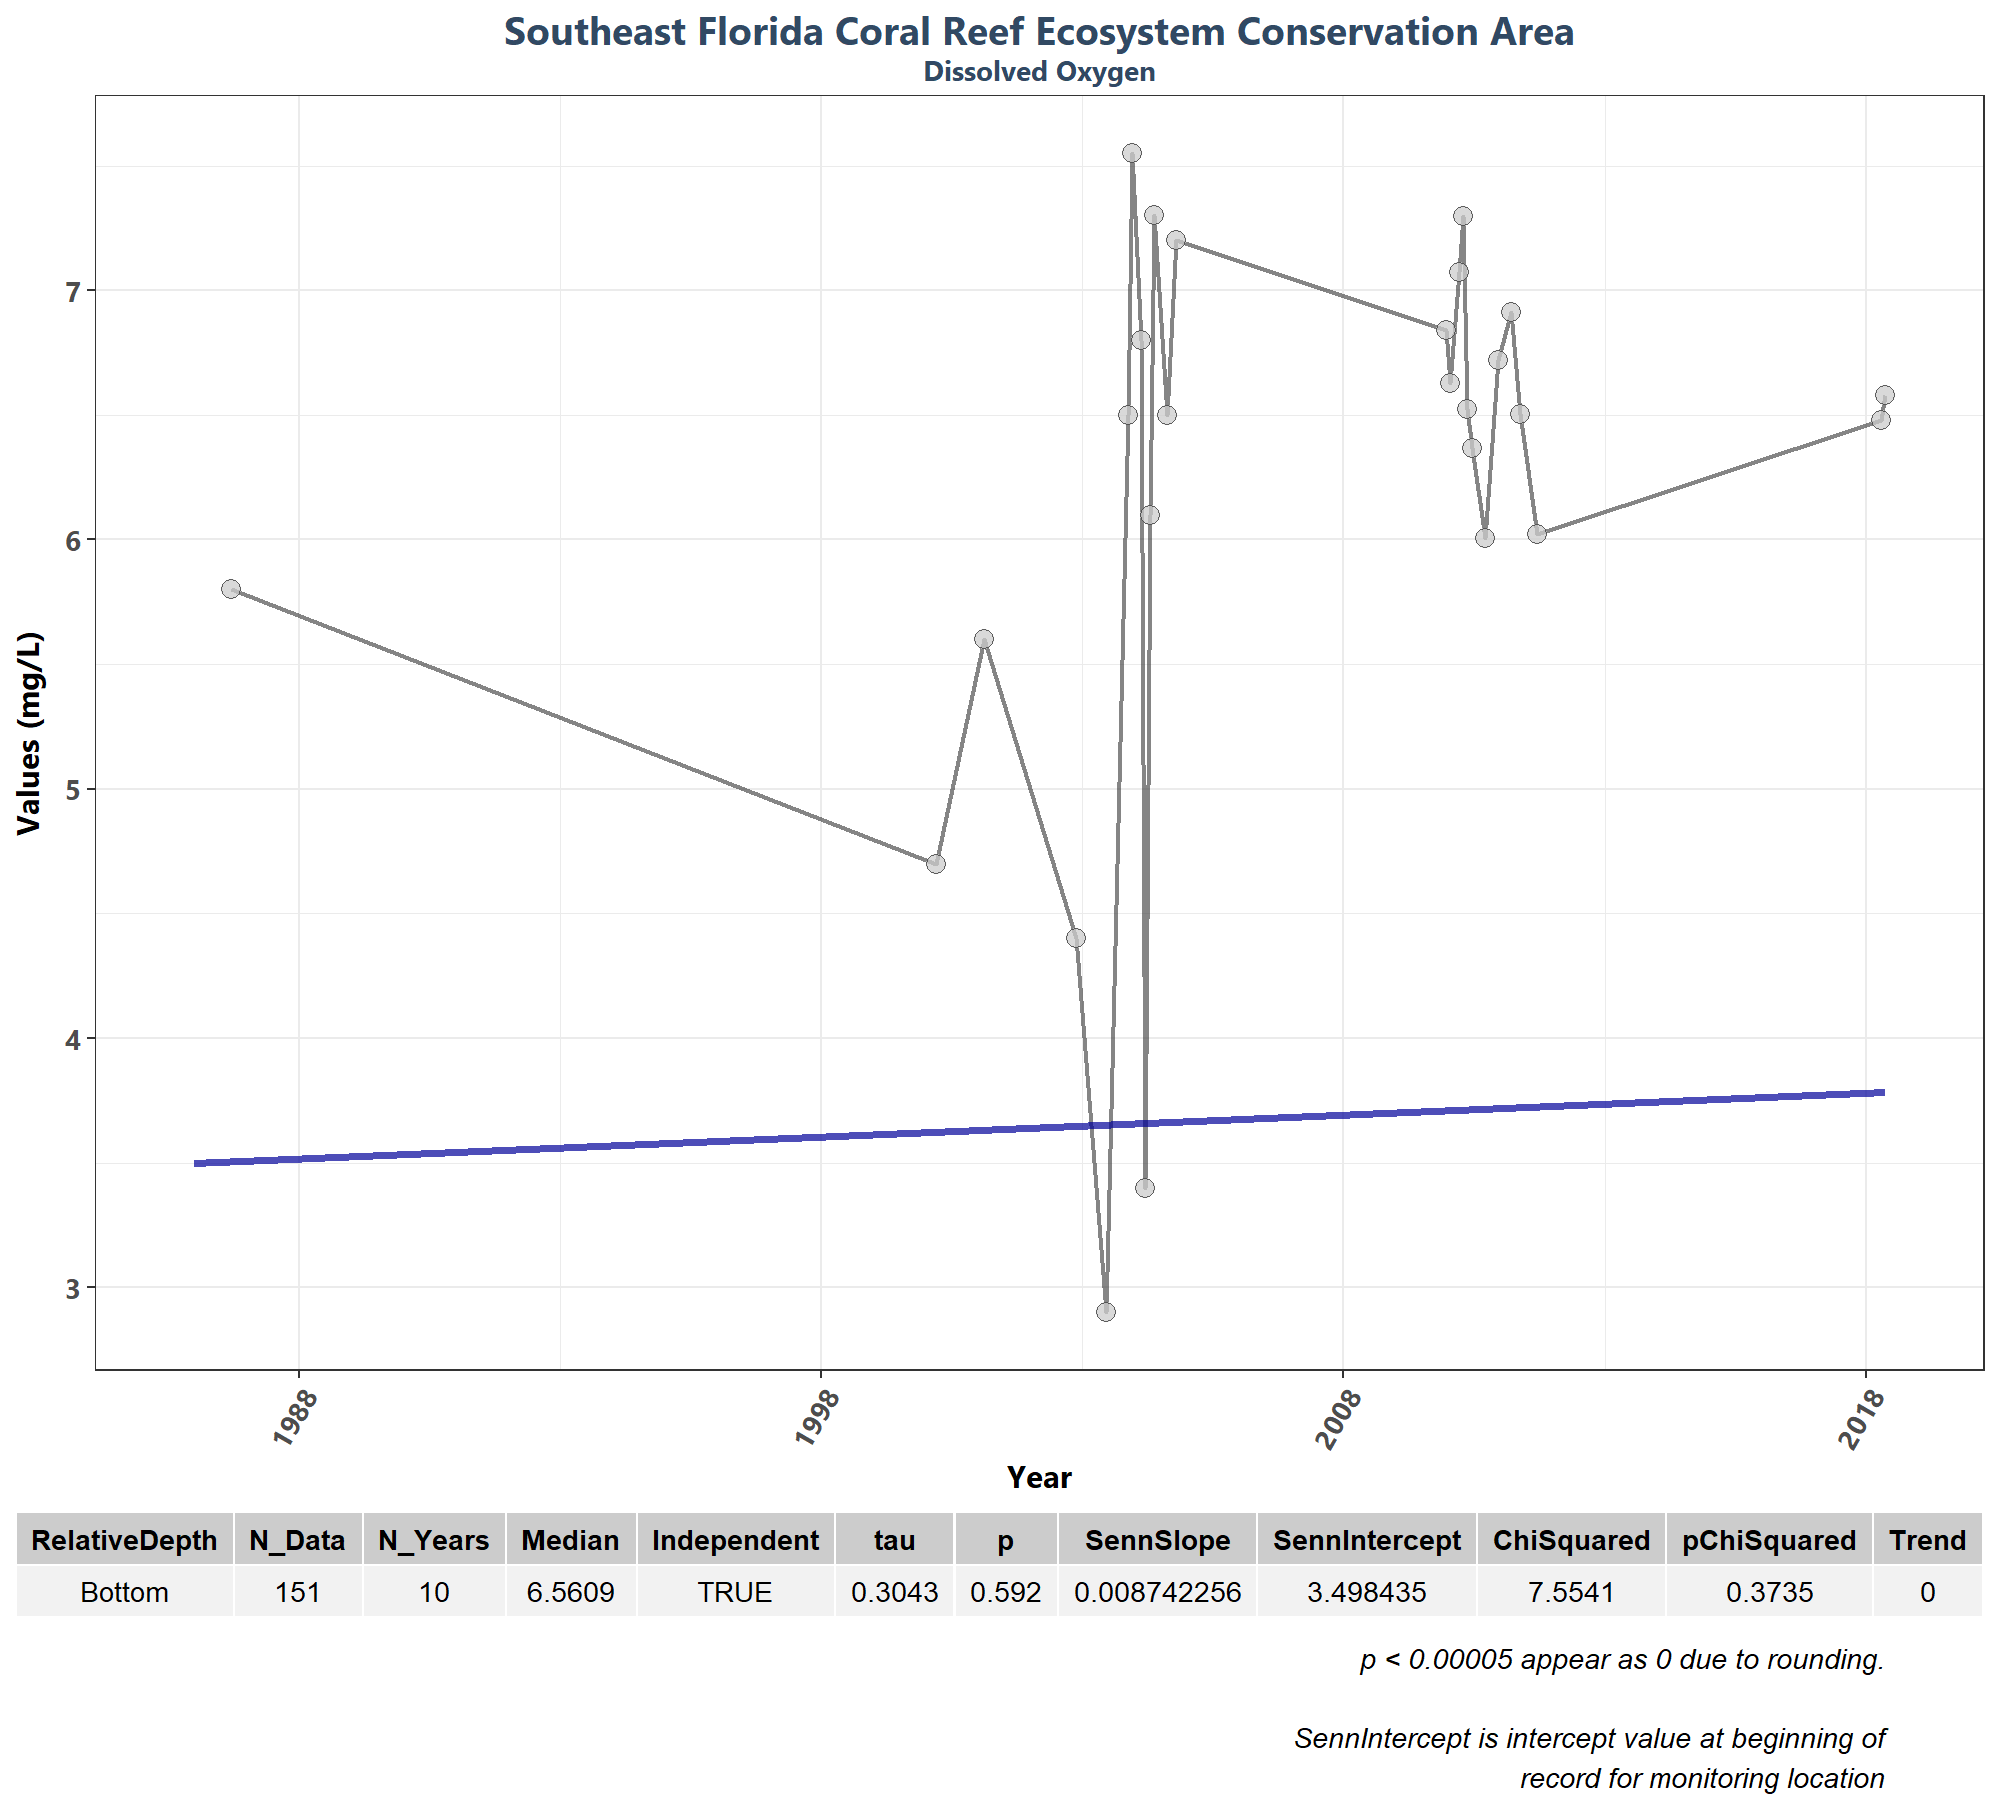 Southeast Florida Coral Reef Ecosystem Conservation Area
Dissolved Oxygen
Values (mg/L)
7
6
5
4
3
1988
1998
2008
2018
Year
RelativeDepth N_Data N_Years Median Independent tau p SennSlope SennIntercept ChiSquared pChiSquared Trend
Bottom 151 10 6.5609 TRUE 0.3043 0.592 0.008742256 3.498435 7.5541 0.3735 0
p < 0.00005 appear as 0 due to rounding.
SennIntercept is intercept value at beginning of
record for monitoring location